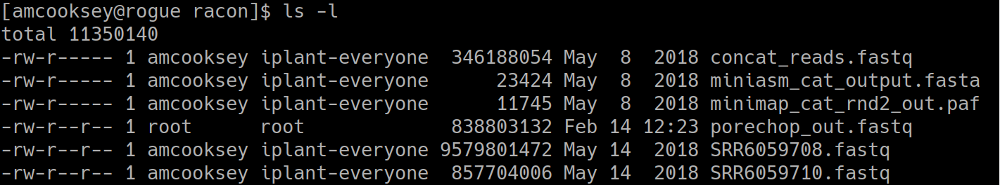 [amcooksey@rogue racon]$ ls -l
total 11350140
-rw-r----- 1 amcooksey iplant-everyone  346188054 May  8  2018 concat_reads.fastq
-rw-r----- 1 amcooksey iplant-everyone      23424 May  8  2018 miniasm_cat_output.fasta
-rw-r----- 1 amcooksey iplant-everyone      11745 May  8  2018 minimap_cat_rnd2_out.paf
-rw-r--r-- 1 root      root             838803132 Feb 14 12:23 porechop_out.fastq
-rw-r--r-- 1 amcooksey iplant-everyone 9579801472 May 14  2018 SRR6059708.fastq
-rw-r--r-- 1 amcooksey iplant-everyone  857704006 May 14  2018 SRR6059710.fastq